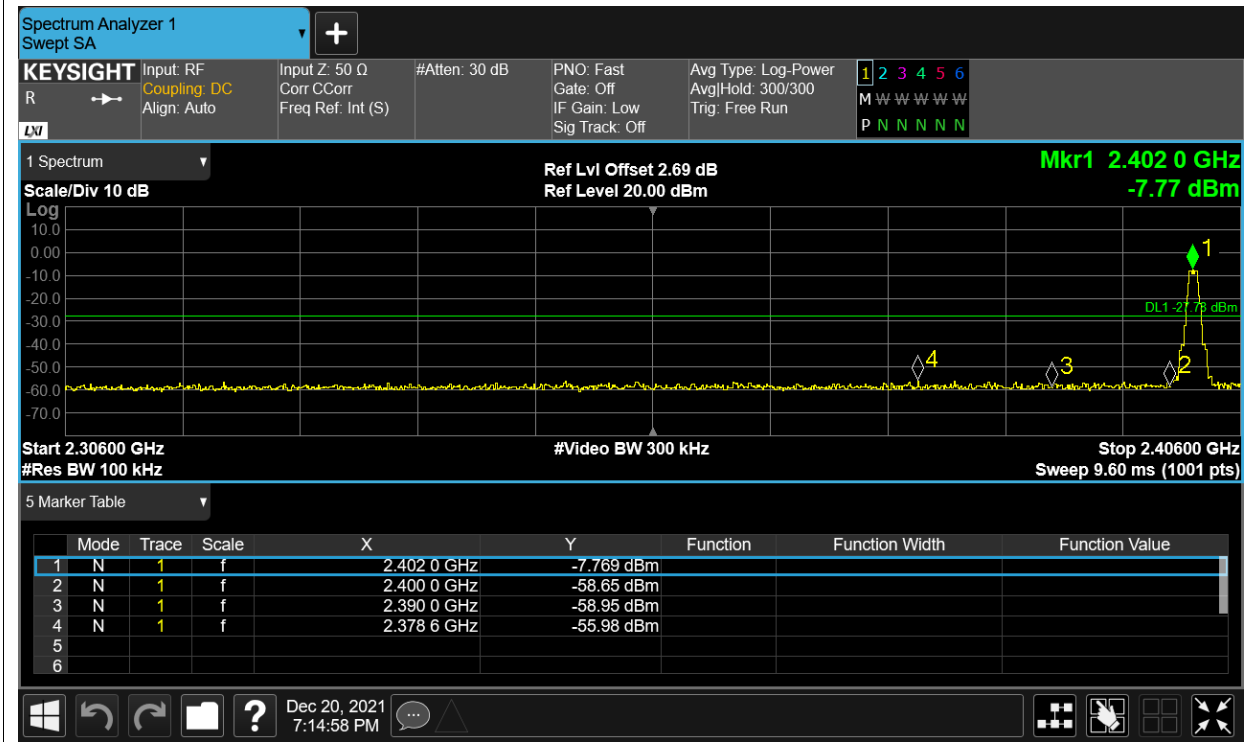 Spectrum Analyzer 1
Swept SA
KEYSIGHT
R
LXI
Input: RF
Coupling: DC
Align: Auto
Input Z: 50 Ω
Corr CCorr
Freq Ref: Int (S)
#Atten: 30 dB
PNO: Fast
Gate: Off
IF Gain: Low
Sig Track: Off
Avg Type: Log-Power
Avg|Hold: 300/300
Trig: Free Run
1 2 3 4 5 6
M W W W W W
P N N N N N
1 Spectrum
Scale/Div 10 dB
Ref Lvl Offset 2.69 dB
Ref Level 20.00 dBm
Mkr1 2.402 0 GHz
-7.77 dBm
Log
10.0
0.00
-10.0
-20.0
-30.0
-40.0
-50.0
-60.0
-70.0
1
DL1 -27.73 dBm
4
3
2
Start 2.30600 GHz
#Video BW 300 kHz
Stop 2.40600 GHz
#Res BW 100 kHz
Sweep 9.60 ms (1001 pts)
5 Marker Table
Mode Trace Scale X Y Function Function Width Function Value
1 N 1 f 2.402 0 GHz -7.769 dBm
2 N 1 f 2.400 0 GHz -58.65 dBm
3 N 1 f 2.390 0 GHz -58.95 dBm
4 N 1 f 2.378 6 GHz -55.98 dBm
5
6
?
Dec 20, 2021
7:14:58 PM